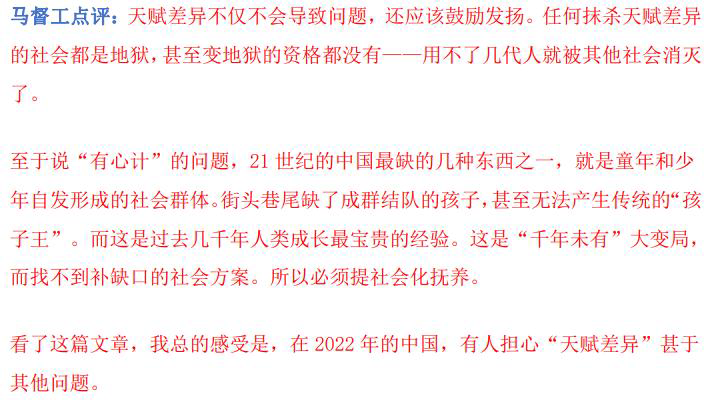 马督工点评：天赋差异不仅不会导致问题，还应该鼓励发扬。任何抹杀天赋差异
的社会都是地狱，甚至变地狱的资格都没有——用不了几代人就被其他社会消灭
了。
至于说“有心计”的问题，21 世纪的中国最缺的几种东西之一，就是童年和少
年自发形成的社会群体。街头巷尾缺了成群结队的孩子，甚至无法产生传统的“孩
子王”。而这是过去几千年人类成长最宝贵的经验。这是“千年未有”大变局，
而找不到补缺口的社会方案。所以必须提社会化抚养。
看了这篇文章，我总的感受是，在 2022 年的中国，有人担心“天赋差异”甚于
其他问题。